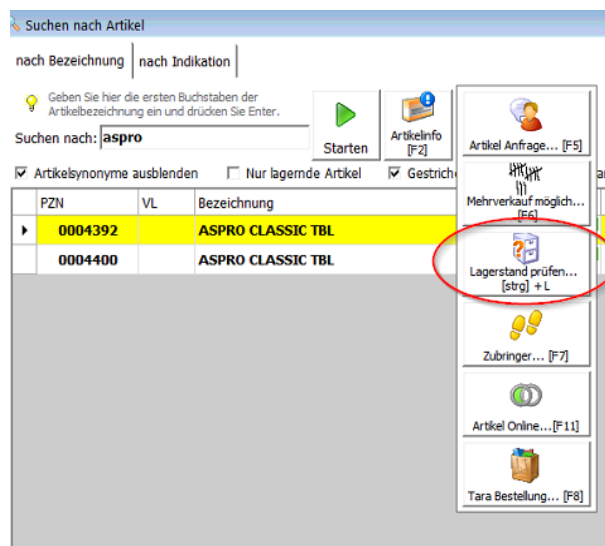 Suchen nach Artikel
nach Bezeichnung nach Indikation
Geben Sie hier die ersten Buchstaben der
Artikelbezeichnung ein und drücken Sie Enter.
Suchen nach: aspro
Starten
Artikelinfo
[F2]
Artikelsynonyme ausblenden Nur lagernde Artikel
PZN VL Bezeichnung
0004392 ASPRO CLASSIC TBL
0004400 ASPRO CLASSIC TBL
Artikel Anfrage... [F5]
Mehrverkauf möglich...
[F6]
Lagerstand prüfen...
[strg] + L
Zubringer... [F7]
Artikel Online...[F11]
Tara Bestellung... [F8]